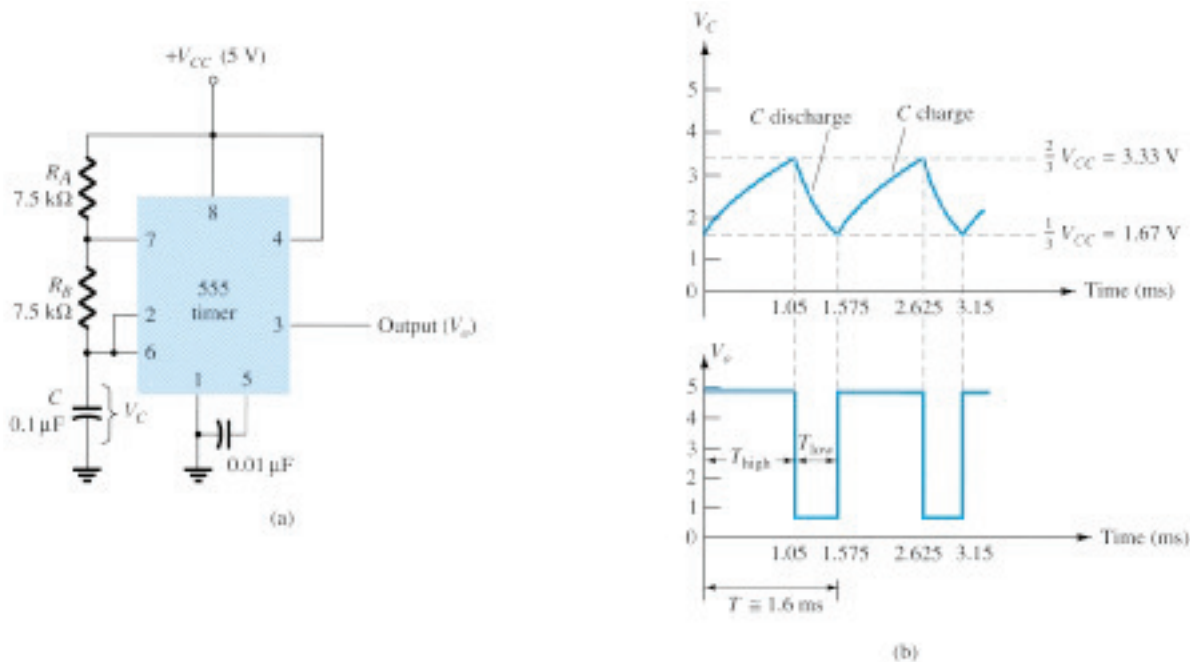 +V_CC (5 V)
R_A
7.5 kΩ
8
7
4
R_B
7.5 kΩ
555
timer
2
3
Output (V_o)
6
1
5
C
0.1 μF
V_C
0.01 μF
(a)
V_C
5
4
3
2
1
0
C discharge
C charge
2/3 V_CC = 3.33 V
1/3 V_CC = 1.67 V
Time (ms)
1.05 1.575 2.625 3.15
V_o
5
4
3
2
1
0
T_high
T_low
Time (ms)
1.05 1.575 2.625 3.15
T ≅ 1.6 ms
(b)